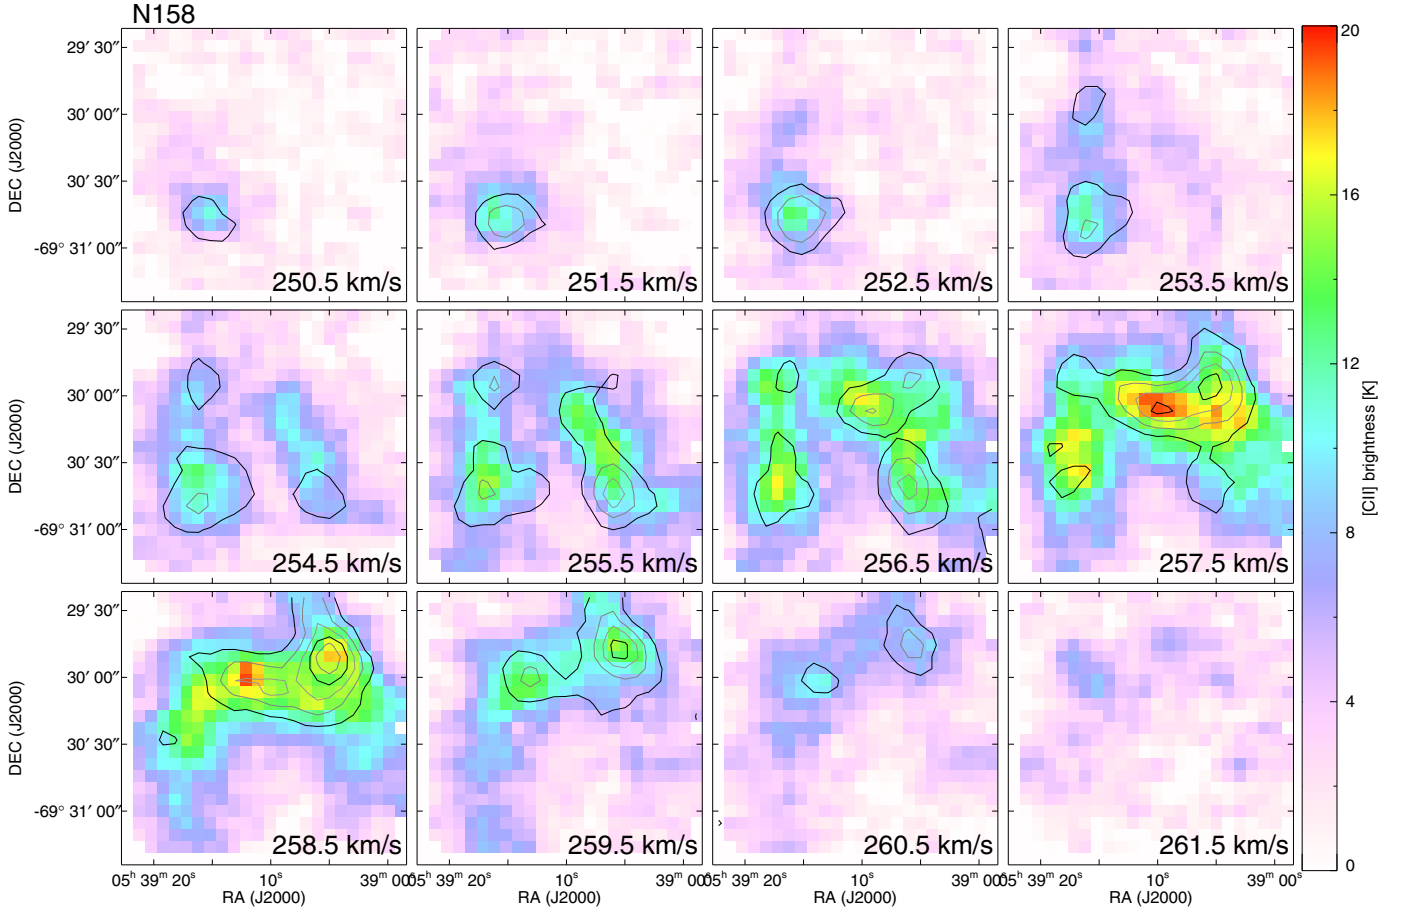 N158
29′ 30″
30′ 00″
30′ 30″
-69° 31′ 00″
DEC (J2000)
250.5 km/s
251.5 km/s
252.5 km/s
253.5 km/s
29′ 30″
30′ 00″
30′ 30″
-69° 31′ 00″
DEC (J2000)
254.5 km/s
255.5 km/s
256.5 km/s
257.5 km/s
29′ 30″
30′ 00″
30′ 30″
-69° 31′ 00″
DEC (J2000)
258.5 km/s
259.5 km/s
260.5 km/s
261.5 km/s
05ʰ 39ᵐ 20ˢ 10ˢ 39ᵐ 00ˢ
RA (J2000)
05ʰ 39ᵐ 20ˢ 10ˢ 39ᵐ 00ˢ
RA (J2000)
05ʰ 39ᵐ 20ˢ 10ˢ 39ᵐ 00ˢ
RA (J2000)
05ʰ 39ᵐ 20ˢ 10ˢ 39ᵐ 00ˢ
RA (J2000)
20
16
12
8
4
0
[CII] brightness [K]